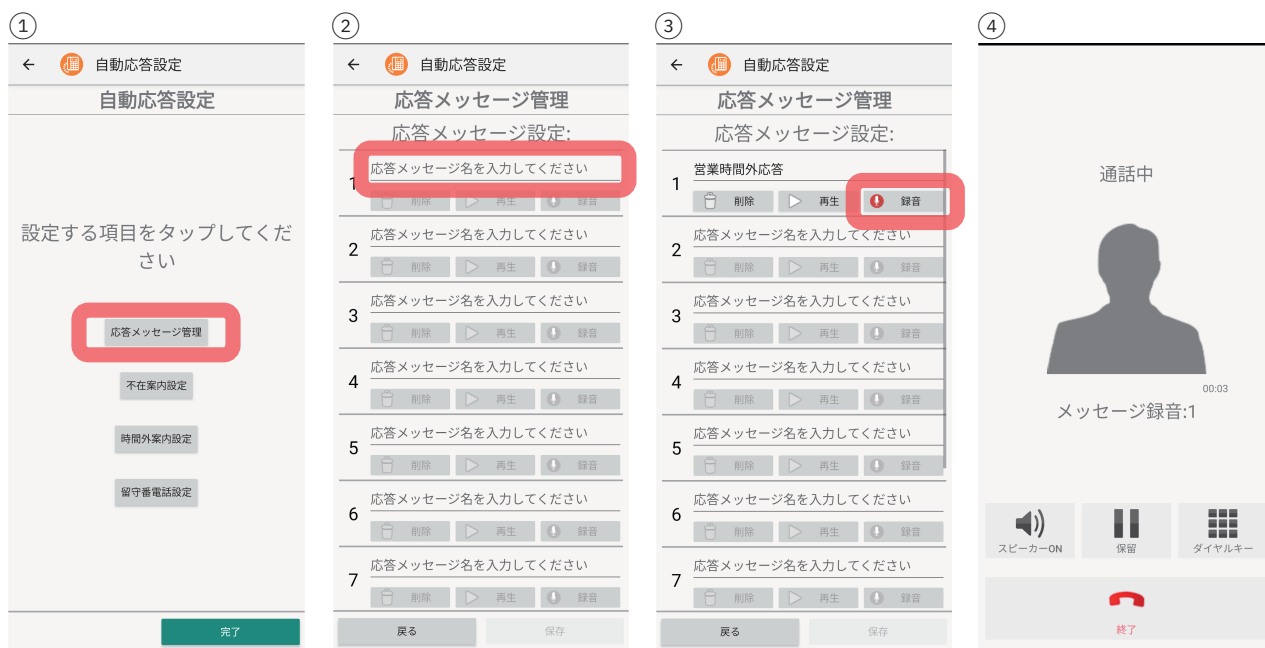 ①
自動応答設定
自動応答設定
設定する項目をタップしてくだ
さい
応答メッセージ管理
不在案内設定
時間外案内設定
留守番電話設定
完了
②
自動応答設定
応答メッセージ管理
応答メッセージ設定:
1 応答メッセージ名を入力してください
削除 再生 録音
2 応答メッセージ名を入力してください
削除 再生 録音
3 応答メッセージ名を入力してください
削除 再生 録音
4 応答メッセージ名を入力してください
削除 再生 録音
5 応答メッセージ名を入力してください
削除 再生 録音
6 応答メッセージ名を入力してください
削除 再生 録音
7 応答メッセージ名を入力してください
削除 再生 録音
戻る 保存
③
自動応答設定
応答メッセージ管理
応答メッセージ設定:
1 営業時間外応答
削除 再生 録音
2 応答メッセージ名を入力してください
削除 再生 録音
3 応答メッセージ名を入力してください
削除 再生 録音
4 応答メッセージ名を入力してください
削除 再生 録音
5 応答メッセージ名を入力してください
削除 再生 録音
6 応答メッセージ名を入力してください
削除 再生 録音
7 応答メッセージ名を入力してください
削除 再生 録音
戻る 保存
④
通話中
00:03
メッセージ録音:1
スピーカーON 保留 ダイヤルキー
終了